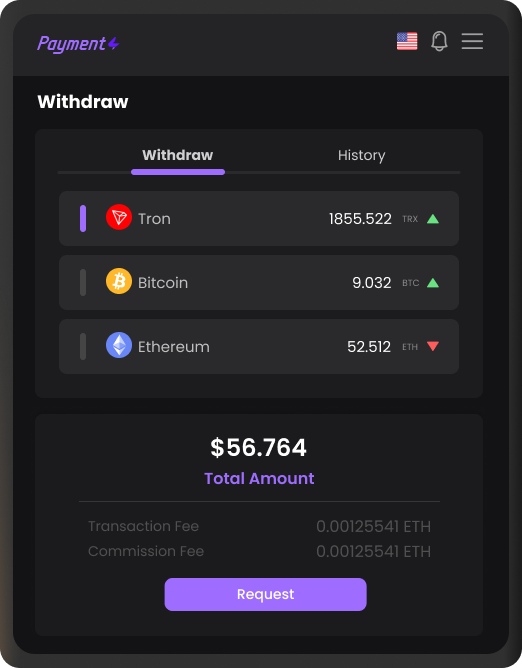 Payment
Withdraw
Withdraw History
Tron 1855.522 TRX
Bitcoin 9.032 BTC
Ethereum 52.512 ETH
$56.764
Total Amount
Transaction Fee 0.00125541 ETH
Commission Fee 0.00125541 ETH
Request